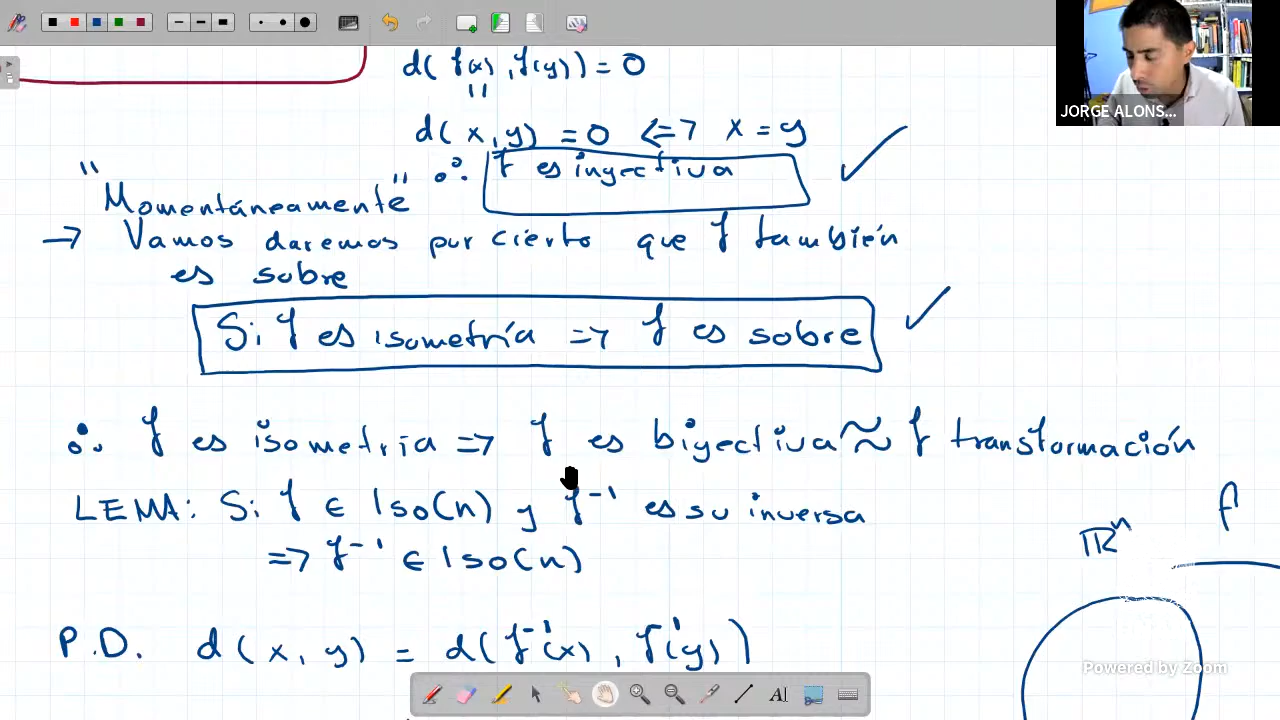 JORGE ALONS...
d( f(x) , f(y) ) = 0
"
d( x, y) = 0 <=> x = y
∴ f es inyectiva
"Momentáneamente"
→ Vamos daremos por cierto que f también
es sobre
Si f es isometría => f es sobre
∴ f es isometría => f es biyectiva ≈ f transformación
LEMA: Si f ∈ Iso(n) y f⁻¹ es su inversa
=> f⁻¹ ∈ Iso(n)
ℝⁿ f
P.D. d( x, y) = d( f⁻¹(x) , f⁻¹(y) )
Powered by Zoom
AI